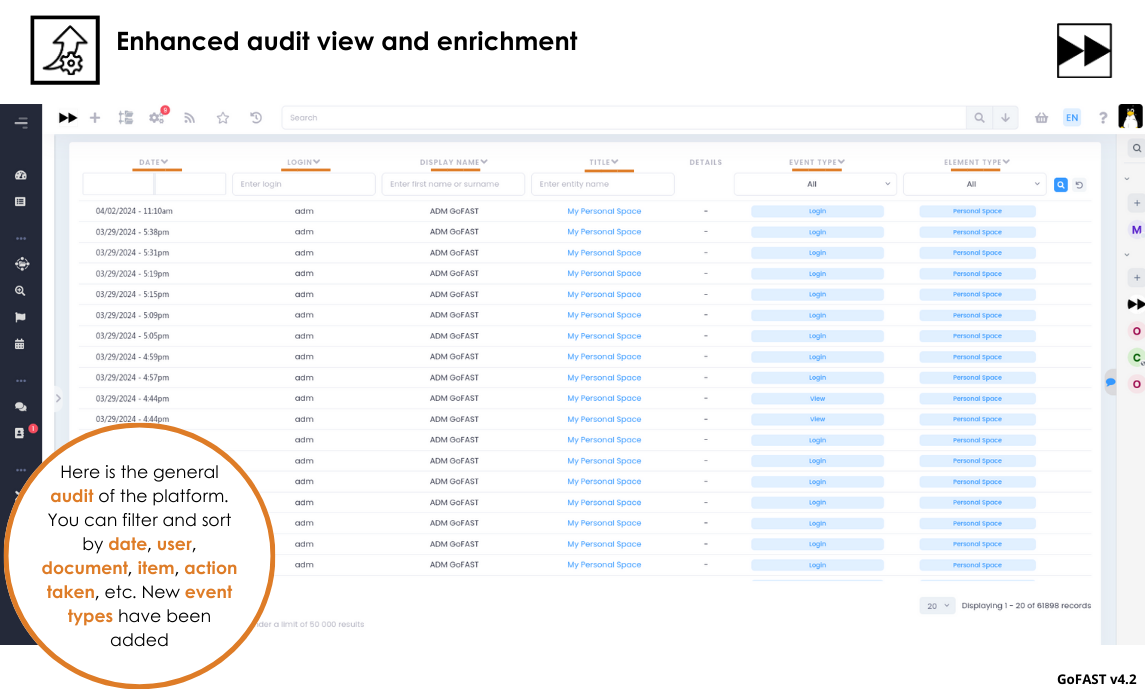 Enhanced audit view and enrichment
9
Search
EN
?
DATE LOGIN DISPLAY NAME TITLE DETAILS EVENT TYPE ELEMENT TYPE
Enter login Enter first name or surname Enter entity name All All
04/02/2024 - 11:10am adm ADM GoFAST My Personal Space - Login Personal Space
03/29/2024 - 5:38pm adm ADM GoFAST My Personal Space - Login Personal Space
03/29/2024 - 5:31pm adm ADM GoFAST My Personal Space - Login Personal Space
03/29/2024 - 5:19pm adm ADM GoFAST My Personal Space - Login Personal Space
03/29/2024 - 5:15pm adm ADM GoFAST My Personal Space - Login Personal Space
03/29/2024 - 5:09pm adm ADM GoFAST My Personal Space - Login Personal Space
03/29/2024 - 5:05pm adm ADM GoFAST My Personal Space - Login Personal Space
03/29/2024 - 4:59pm adm ADM GoFAST My Personal Space - Login Personal Space
03/29/2024 - 4:57pm adm ADM GoFAST My Personal Space - Login Personal Space
03/29/2024 - 4:44pm adm ADM GoFAST My Personal Space - View Personal Space
03/29/2024 - 4:44pm adm ADM GoFAST My Personal Space - View Personal Space
adm ADM GoFAST My Personal Space - Login Personal Space
adm ADM GoFAST My Personal Space - Login Personal Space
adm ADM GoFAST My Personal Space - Login Personal Space
adm ADM GoFAST My Personal Space - Login Personal Space
adm ADM GoFAST My Personal Space - Login Personal Space
adm ADM GoFAST My Personal Space - Login Personal Space
adm ADM GoFAST My Personal Space - Login Personal Space
20 Displaying 1 - 20 of 61898 records
a limit of 50 000 results
M
O
C
O
1
Here is the general
audit of the platform.
You can filter and sort
by date, user,
document, item, action
taken, etc. New event
types have been
added
GoFAST v4.2